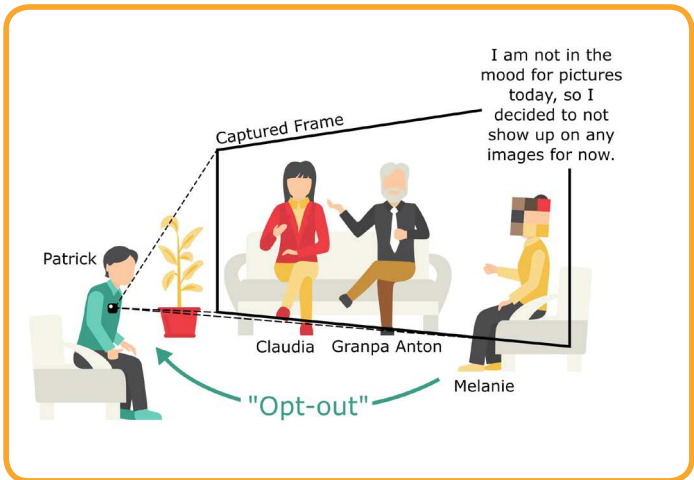 I am not in the
mood for pictures
today, so I
decided to not
show up on any
images for now.
Captured Frame
Patrick
Claudia
Granpa Anton
Melanie
"Opt-out"